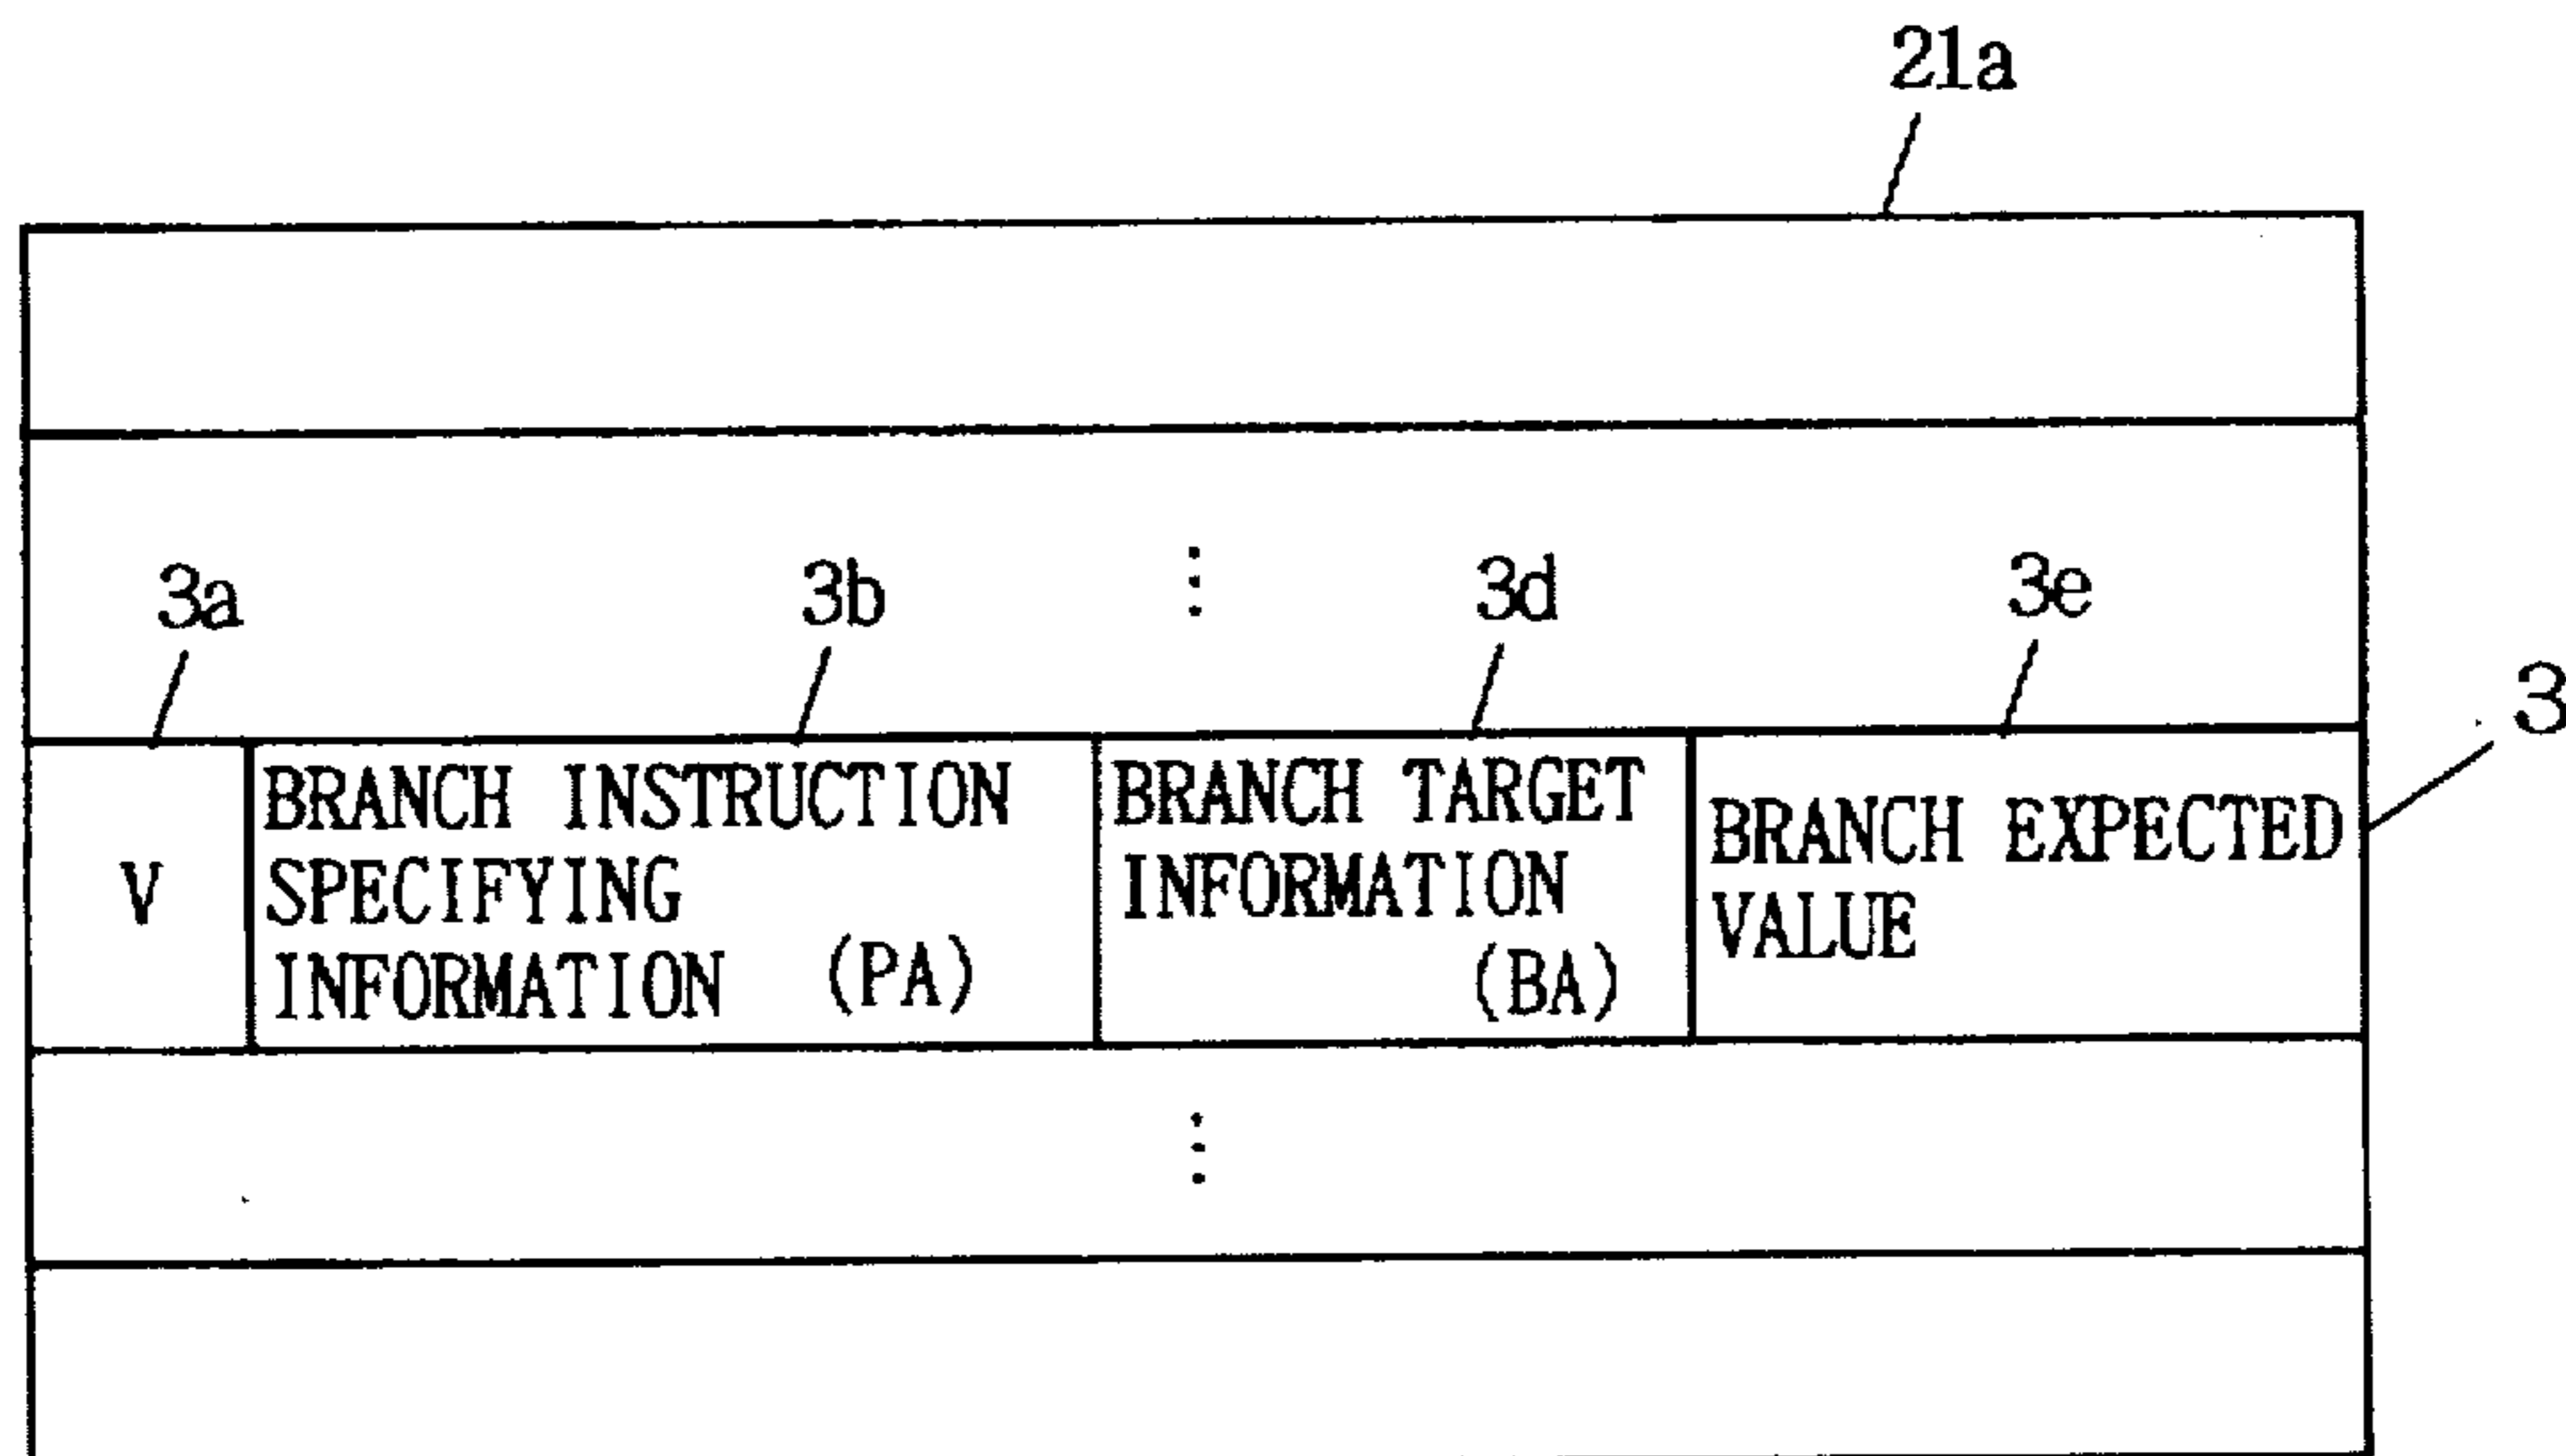 21a
3a
3b
3d
3e
3
V
BRANCH INSTRUCTION
SPECIFYING
INFORMATION (PA)
BRANCH TARGET
INFORMATION
(BA)
BRANCH EXPECTED
VALUE